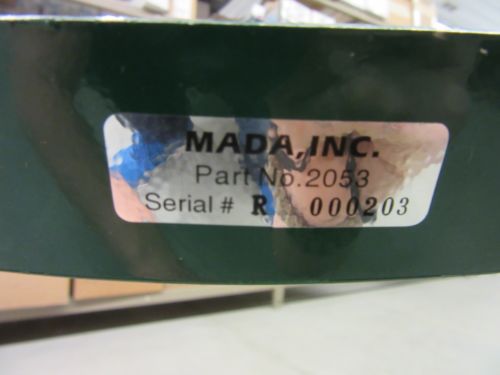 MADA, INC.
Part No. 2053
Serial # R 000203